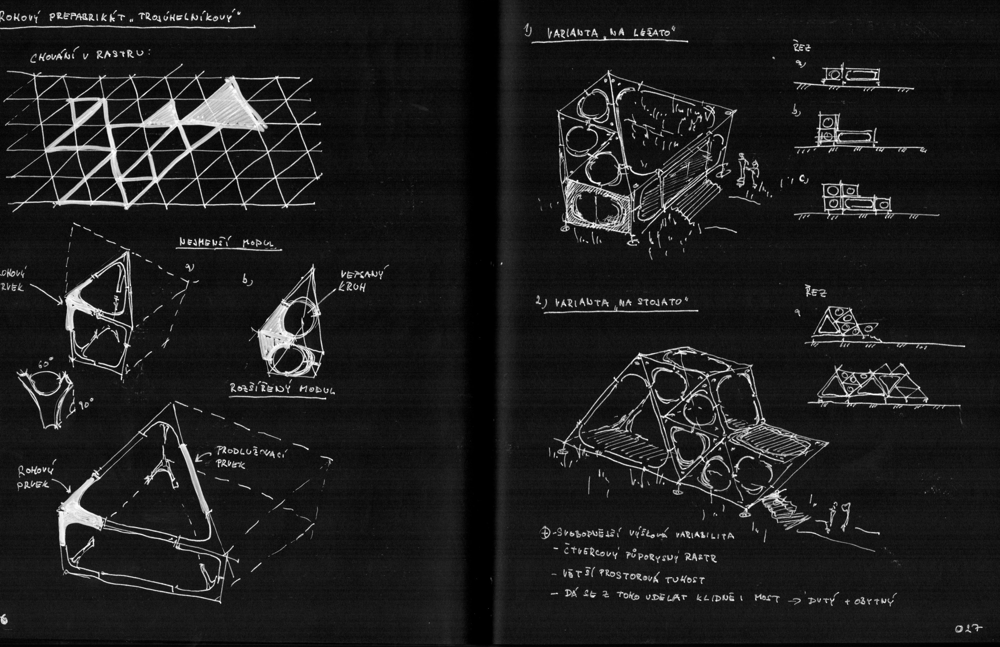 ROHOVÝ PREFABRIKÁT „TROJÚHELNÍKOVÝ"
CHOVÁNÍ V RASTRU:
NEJMENŠÍ MODUL
a)
ROHOVÝ
PRVEK
b)
VEPSANÝ
KRUH
60°
90°
ROZŠÍŘENÝ MODUL
PRODLUŽOVACÍ
PRVEK
ROHOVÝ
PRVEK
6
1) VARIANTA „NA LEŽATO"
ŘEZ
a)
b)
c)
2) VARIANTA „NA STOJATO"
ŘEZ
a
+ - SVOBODNĚJŠÍ VÝŠKOVÁ VARIABILITA
- ČTVERCOVÝ PŮDORYSNÝ RASTR
- VĚTŠÍ PROSTOROVÁ TUHOST
- DÁ SE Z TOHO UDĚLAT KLIDNĚ I MOST → DUTÝ + OBYTNÝ
027